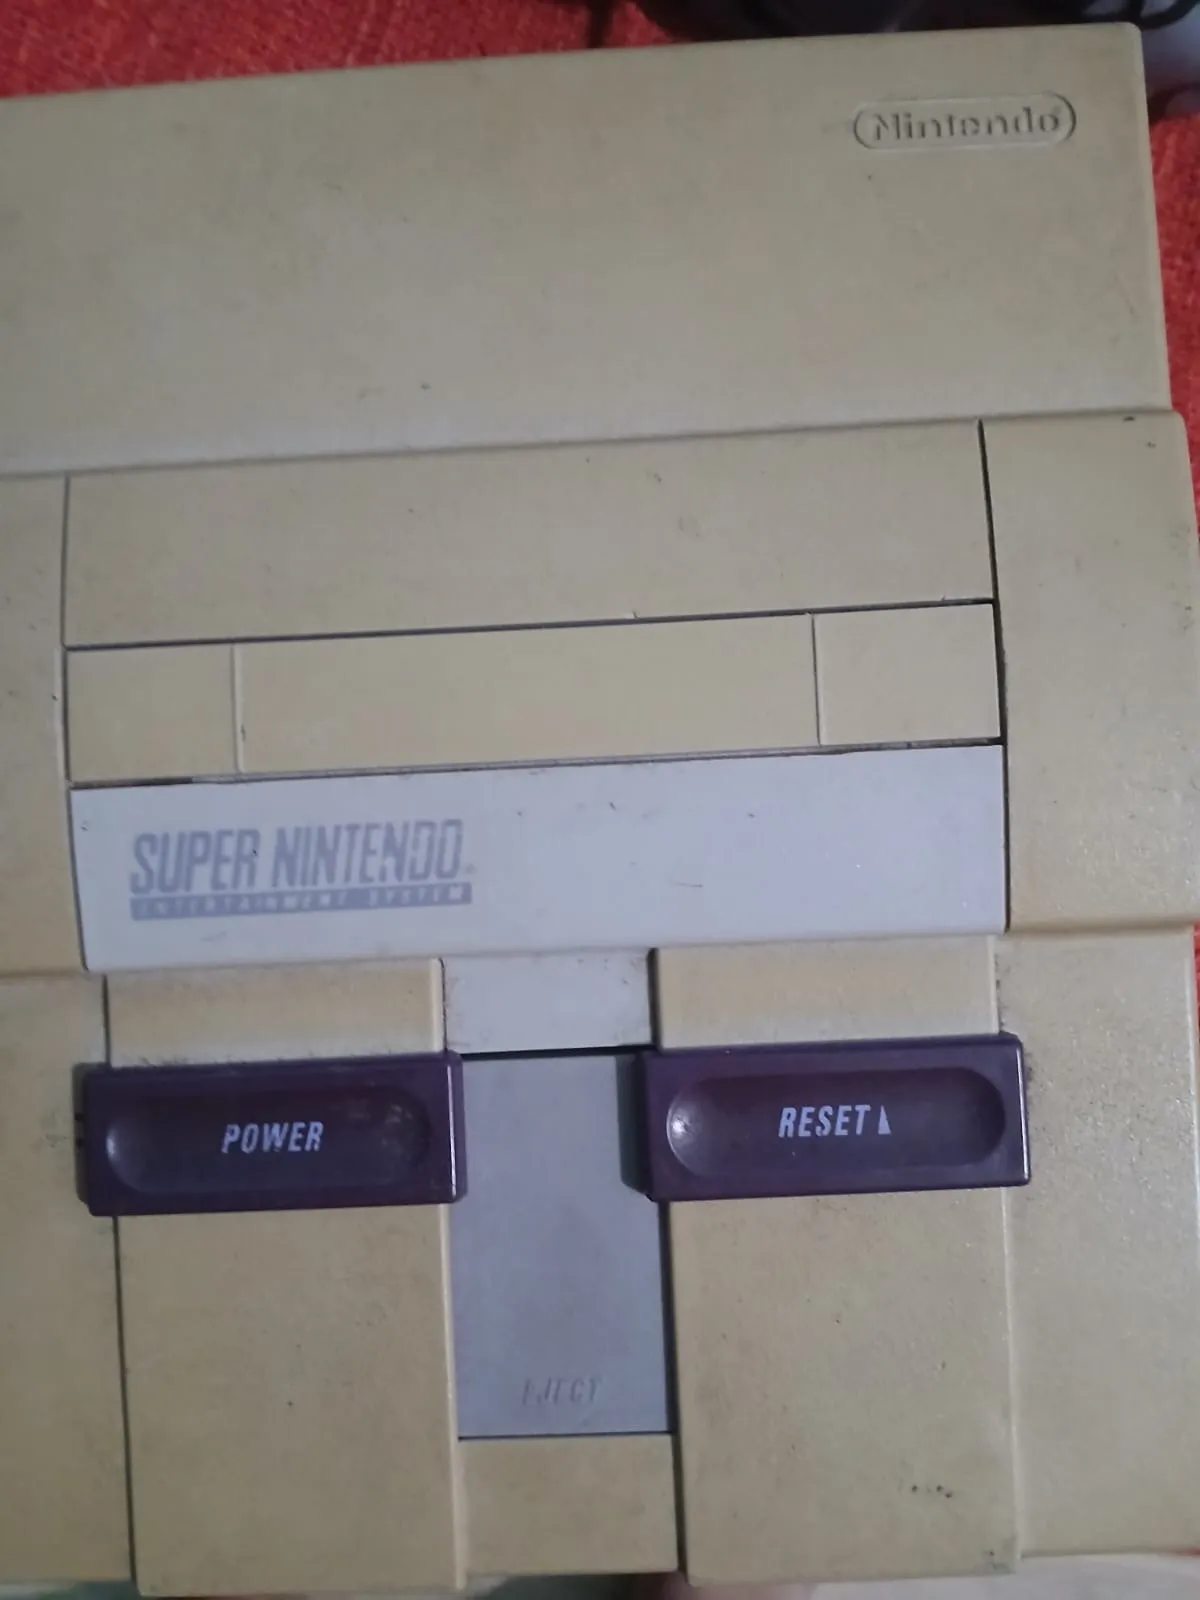 Nintendo®
SUPER NINTENDO®
ENTERTAINMENT SYSTEM
POWER
RESET
EJECT